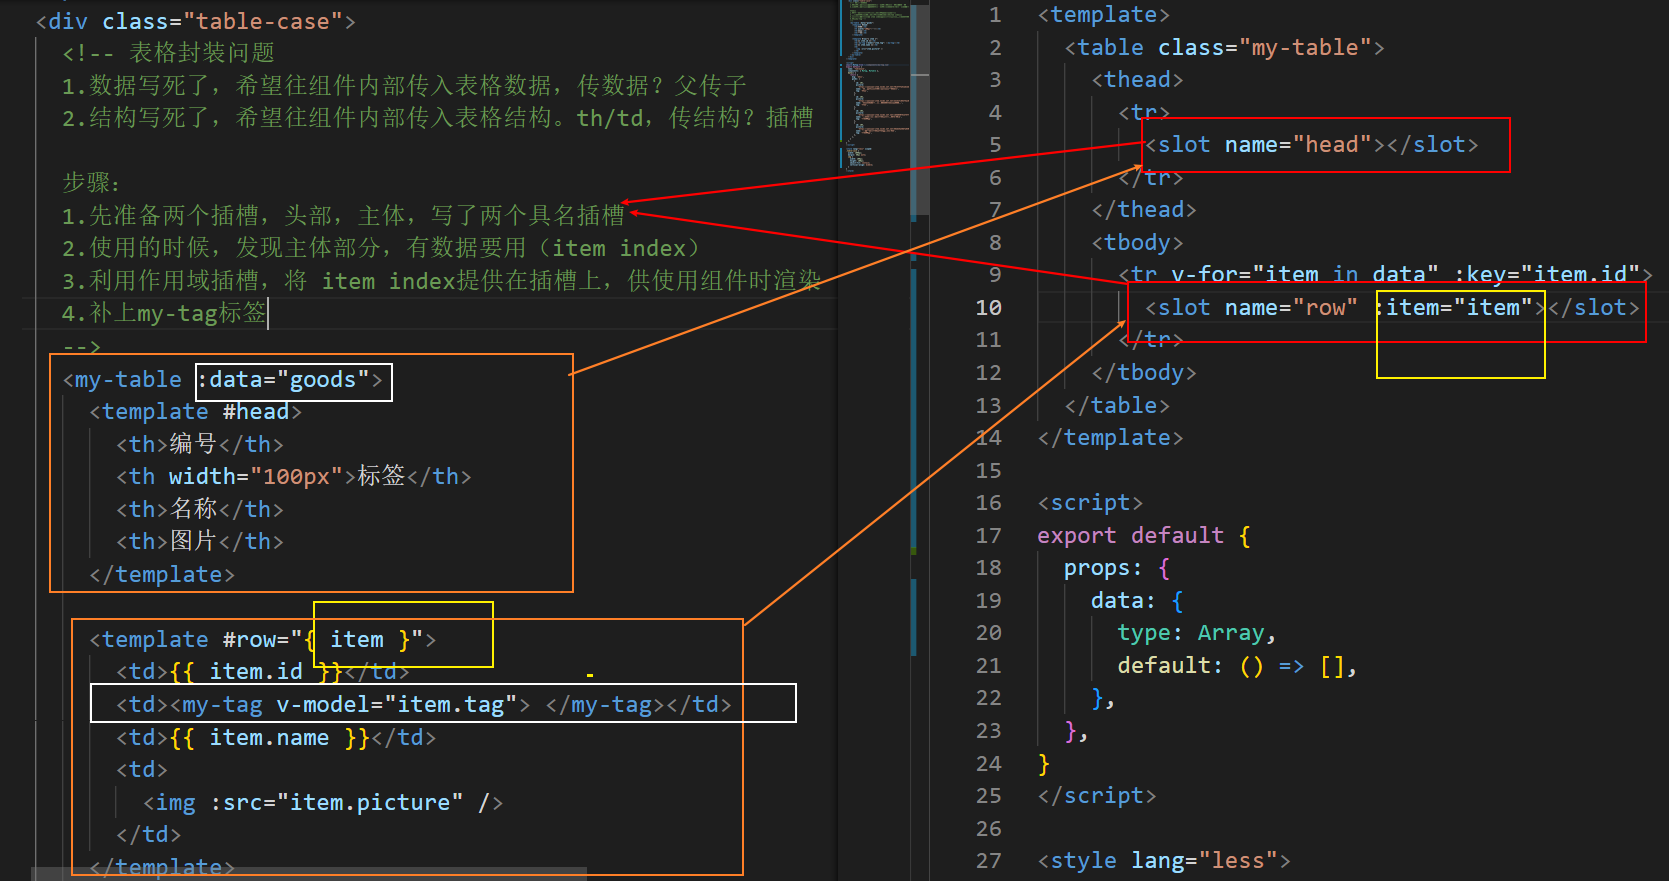 <div class="table-case">
<!-- 表格封装问题
1.数据写死了，希望往组件内部传入表格数据，传数据？父传子
2.结构写死了，希望往组件内部传入表格结构。th/td，传结构？插槽
步骤：
1.先准备两个插槽，头部，主体，写了两个具名插槽
2.使用的时候，发现主体部分，有数据要用（item index）
3.利用作用域插槽，将 item index提供在插槽上，供使用组件时渲染
4.补上my-tag标签
-->
<my-table :data="goods">
<template #head>
<th>编号</th>
<th width="100px">标签</th>
<th>名称</th>
<th>图片</th>
</template>
<template #row="{ item }">
<td>{{ item.id }}</td>
<td><my-tag v-model="item.tag"> </my-tag></td>
<td>{{ item.name }}</td>
<td>
<img :src="item.picture" />
</td>
</template>
1 <template>
2 <table class="my-table">
3 <thead>
4 <tr>
5 <slot name="head"></slot>
6 </tr>
7 </thead>
8 <tbody>
9 <tr v-for="item in data" :key="item.id">
10 <slot name="row" :item="item"></slot>
11 </tr>
12 </tbody>
13 </table>
14 </template>
15
16 <script>
17 export default {
18 props: {
19 data: {
20 type: Array,
21 default: () => [],
22 },
23 },
24 }
25 </script>
26
27 <style lang="less">